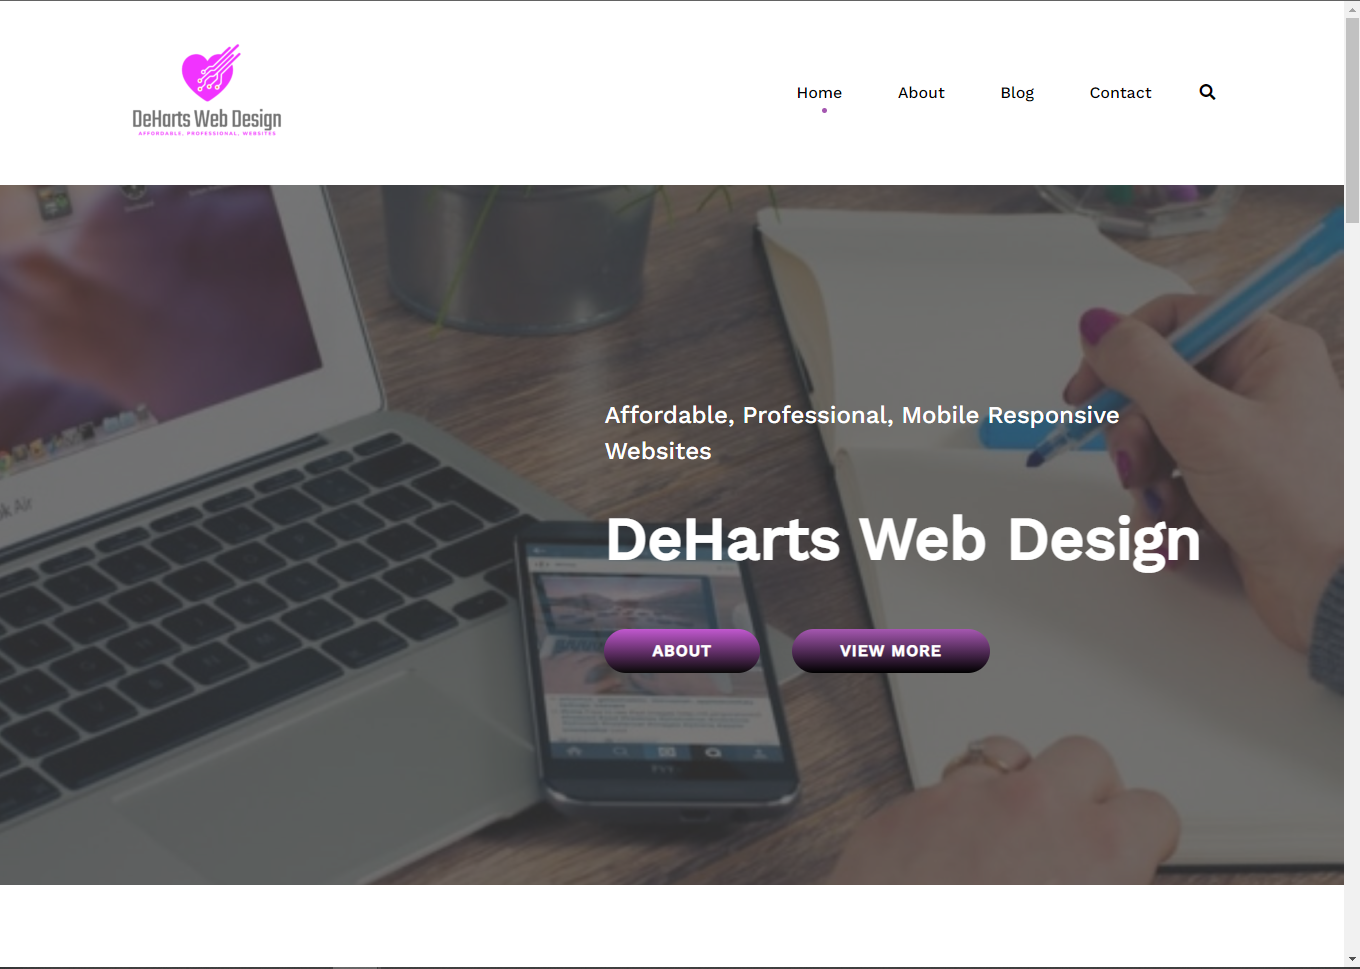 DeHarts Web Design
AFFORDABLE, PROFESSIONAL, WEBSITES
Home
About
Blog
Contact
Affordable, Professional, Mobile Responsive
Websites
DeHarts Web Design
ABOUT
VIEW MORE